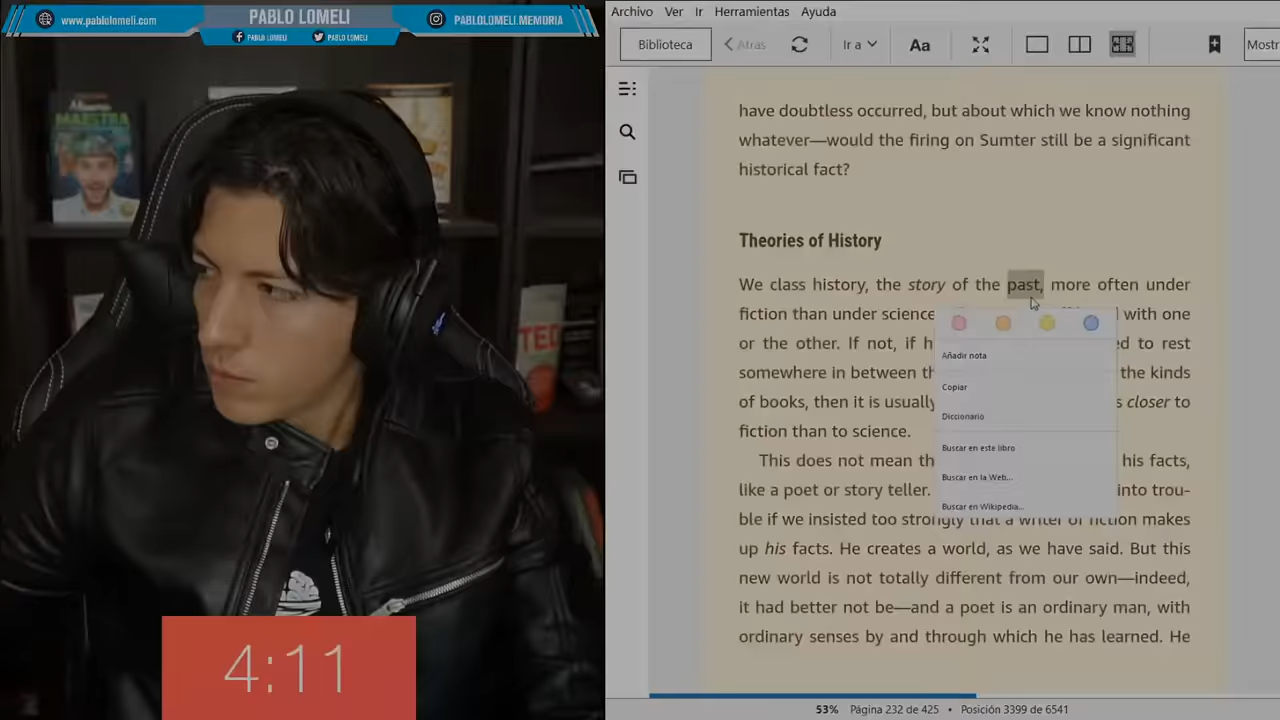 www.pablolomeli.com
PABLO LOMELI
PABLOLOMELI.MEMORIA
PABLO LOMELI
PABLO LOMELI
MAESTRA
TED
4:11
Archivo Ver Ir Herramientas Ayuda
Biblioteca
Atrás
Ir a
Aa
Mostr
have doubtless occurred, but about which we know nothing
whatever—would the firing on Sumter still be a significant
historical fact?
Theories of History
We class history, the story of the past, more often under
fiction than under science
with one
or the other. If not, if h
ed to rest
somewhere in between th
the kinds
of books, then it is usually
s closer to
fiction than to science.
This does not mean th
his facts,
like a poet or story teller.
into trou-
ble if we insisted too strongly that a writer of fiction makes
up his facts. He creates a world, as we have said. But this
new world is not totally different from our own—indeed,
it had better not be—and a poet is an ordinary man, with
ordinary senses by and through which he has learned. He
Añadir nota
Copiar
Diccionario
Buscar en este libro
Buscar en la Web...
Buscar en Wikipedia...
53% Página 232 de 425 • Posición 3399 de 6541